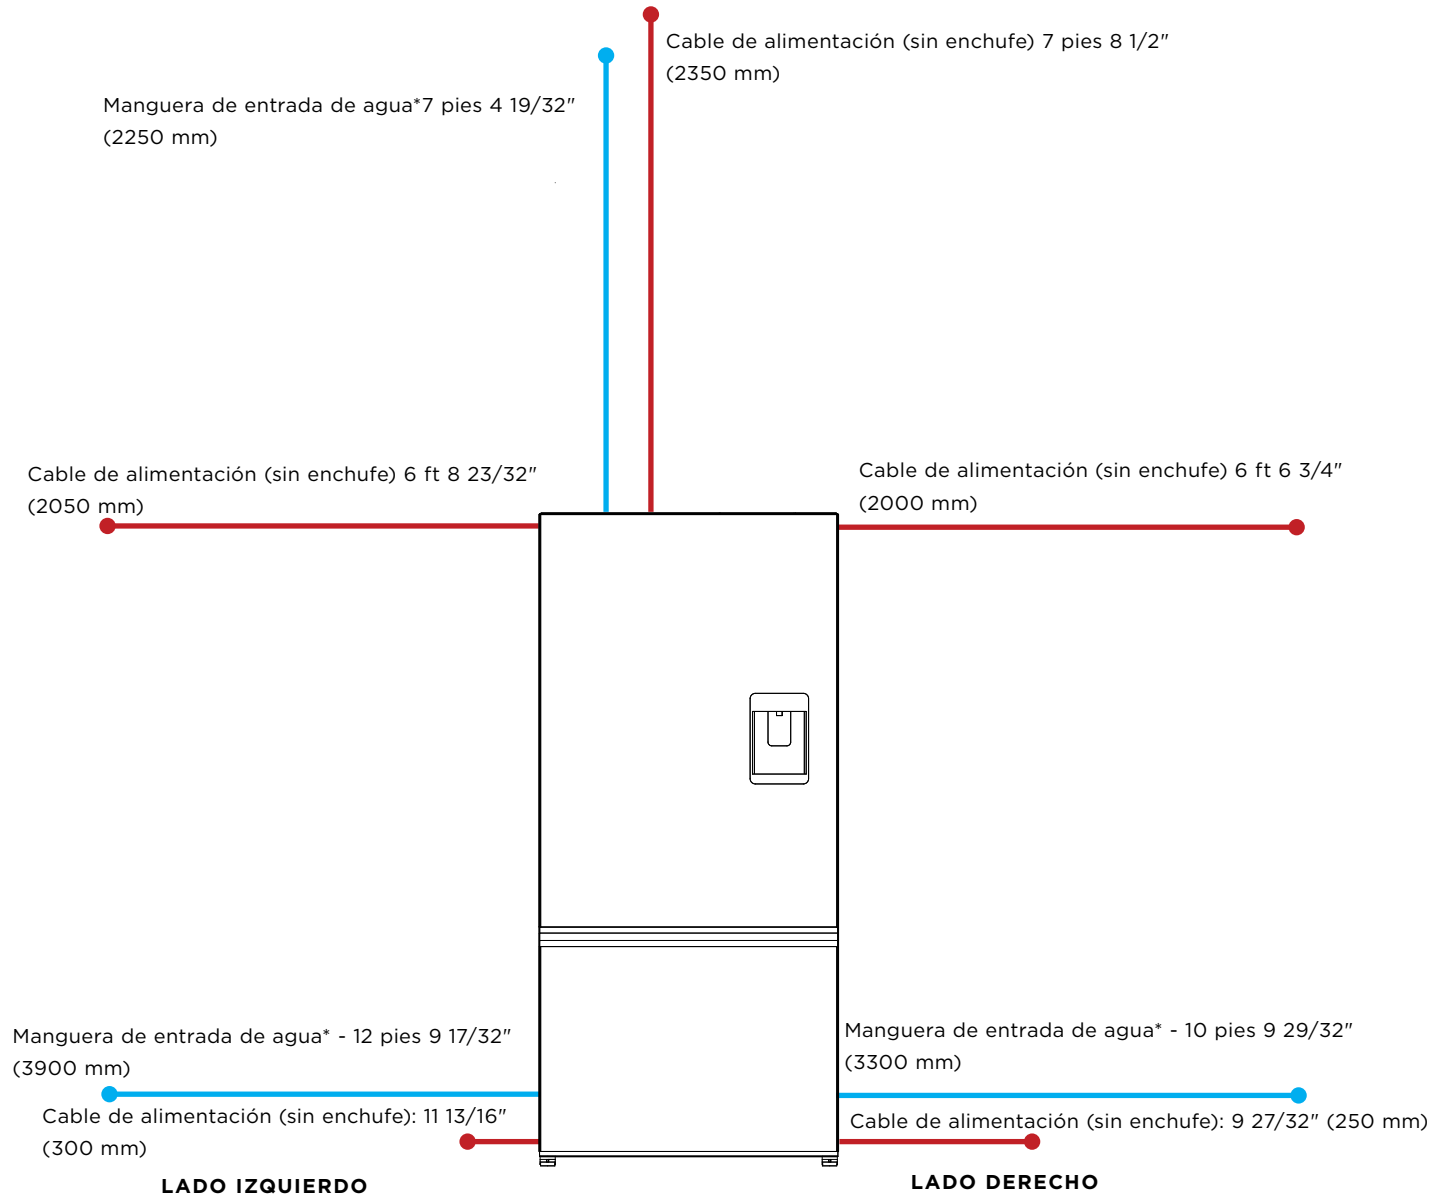 Cable de alimentación (sin enchufe) 7 pies 8 1/2"
(2350 mm)
Manguera de entrada de agua*7 pies 4 19/32"
(2250 mm)
Cable de alimentación (sin enchufe) 6 ft 8 23/32"
(2050 mm)
Cable de alimentación (sin enchufe) 6 ft 6 3/4"
(2000 mm)
Manguera de entrada de agua* - 12 pies 9 17/32"
(3900 mm)
Manguera de entrada de agua* - 10 pies 9 29/32"
(3300 mm)
Cable de alimentación (sin enchufe): 11 13/16"
(300 mm)
Cable de alimentación (sin enchufe): 9 27/32" (250 mm)
LADO IZQUIERDO
LADO DERECHO